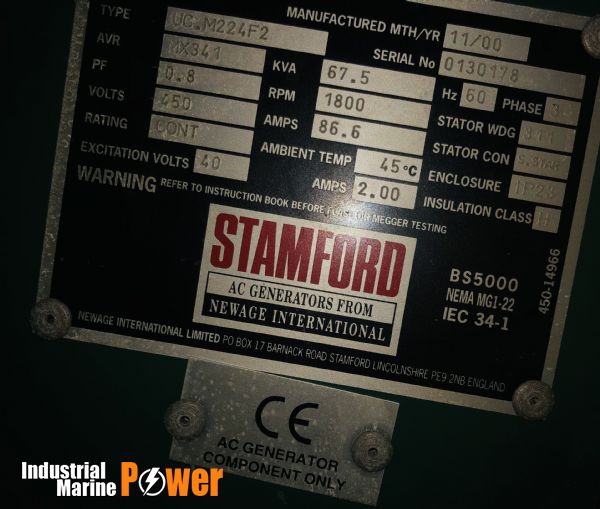 TYPE UC.M224F2 MANUFACTURED MTH/YR 11/00
AVR MX341 SERIAL No 0130178
PF 0.8 KVA 67.5 Hz 60 PHASE 3
VOLTS 450 RPM 1800 STATOR WDG 311
RATING CONT AMPS 86.6 STATOR CON S.STAR
EXCITATION VOLTS 40 AMBIENT TEMP 45°C ENCLOSURE IP23
AMPS 2.00 INSULATION CLASS H
WARNING REFER TO INSTRUCTION BOOK BEFORE FLASH OR MEGGER TESTING
STAMFORD
AC GENERATORS FROM
NEWAGE INTERNATIONAL
BS5000
NEMA MG1-22
IEC 34-1
450-14966
NEWAGE INTERNATIONAL LIMITED PO BOX 17 BARNACK ROAD STAMFORD LINCOLNSHIRE PE9 2NB ENGLAND
CE
AC GENERATOR
COMPONENT ONLY
Industrial
Marine Power